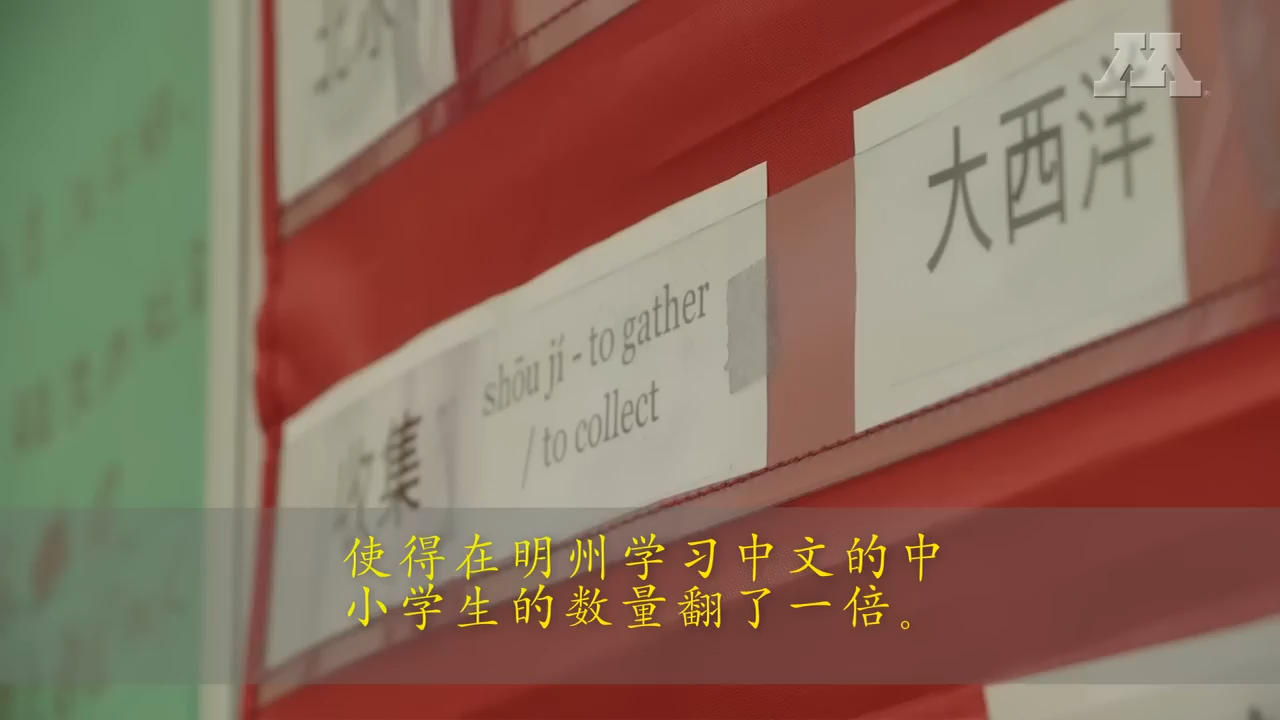 大西洋
shōu jí - to gather
/ to collect
收集
使得在明州学习中文的中
小学生的数量翻了一倍。